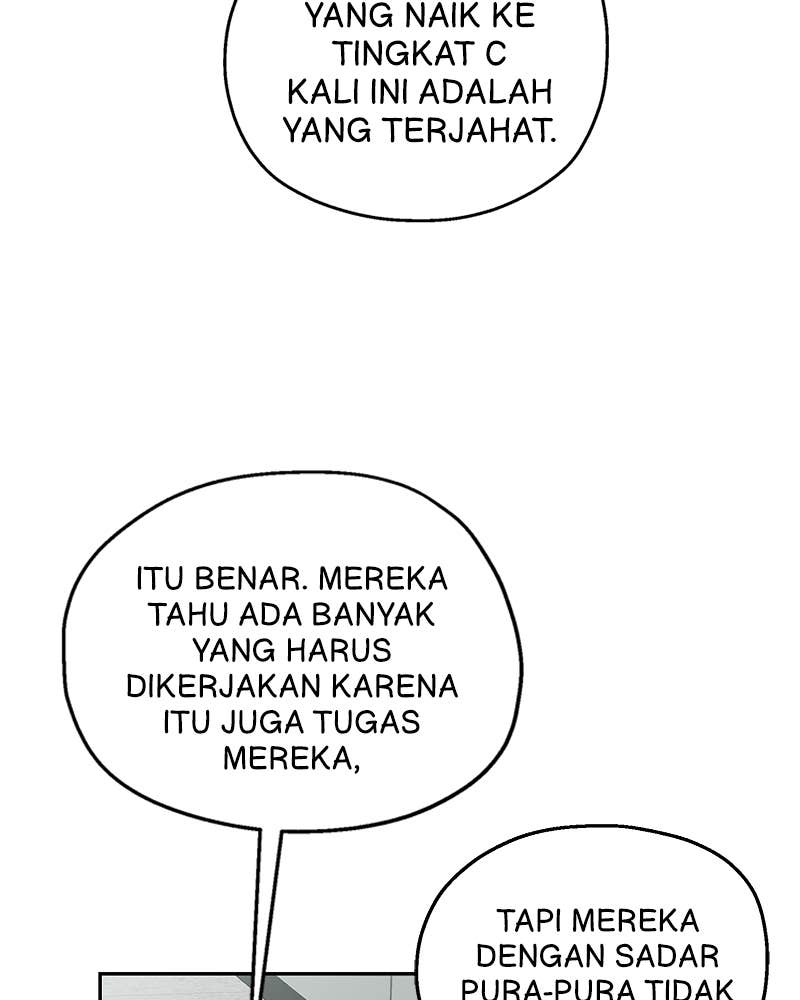 YANG NAIK KE
TINGKAT C
KALI INI ADALAH
YANG TERJAHAT.
ITU BENAR. MEREKA
TAHU ADA BANYAK
YANG HARUS
DIKERJAKAN KARENA
ITU JUGA TUGAS
MEREKA,
TAPI MEREKA
DENGAN SADAR
PURA-PURA TIDAK